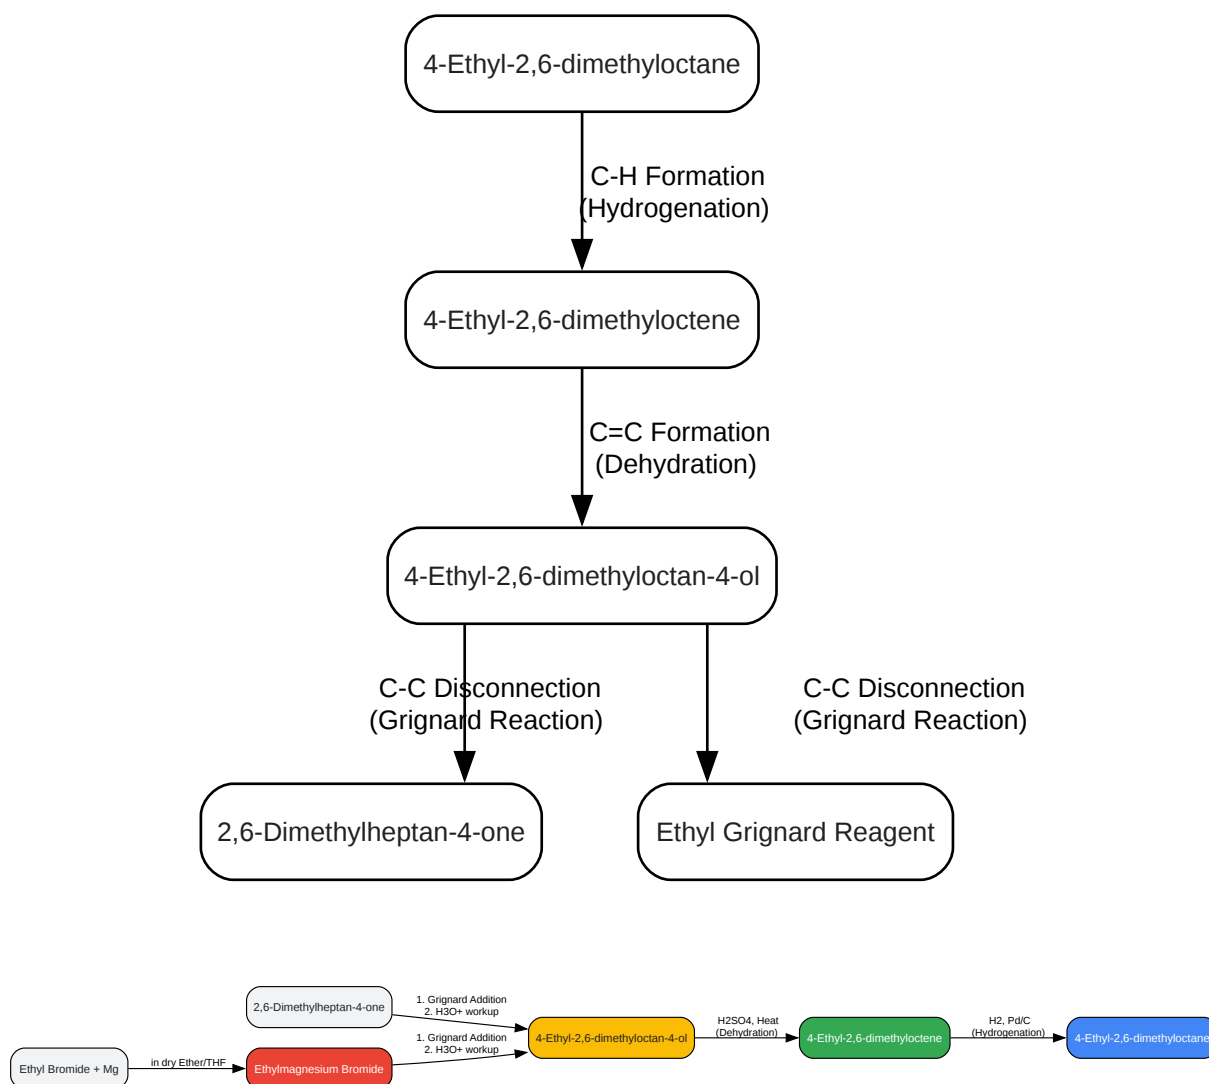 4-Ethyl-2,6-dimethyloctane
C-H Formation
(Hydrogenation)
4-Ethyl-2,6-dimethyloctene
C=C Formation
(Dehydration)
4-Ethyl-2,6-dimethyloctan-4-ol
C-C Disconnection
(Grignard Reaction)
C-C Disconnection
(Grignard Reaction)
2,6-Dimethylheptan-4-one
Ethyl Grignard Reagent
2,6-Dimethylheptan-4-one
1. Grignard Addition
2. H3O+ workup
Ethyl Bromide + Mg
in dry Ether/THF
Ethylmagnesium Bromide
1. Grignard Addition
2. H3O+ workup
4-Ethyl-2,6-dimethyloctan-4-ol
H2SO4, Heat
(Dehydration)
4-Ethyl-2,6-dimethyloctene
H2, Pd/C
(Hydrogenation)
4-Ethyl-2,6-dimethyloctane